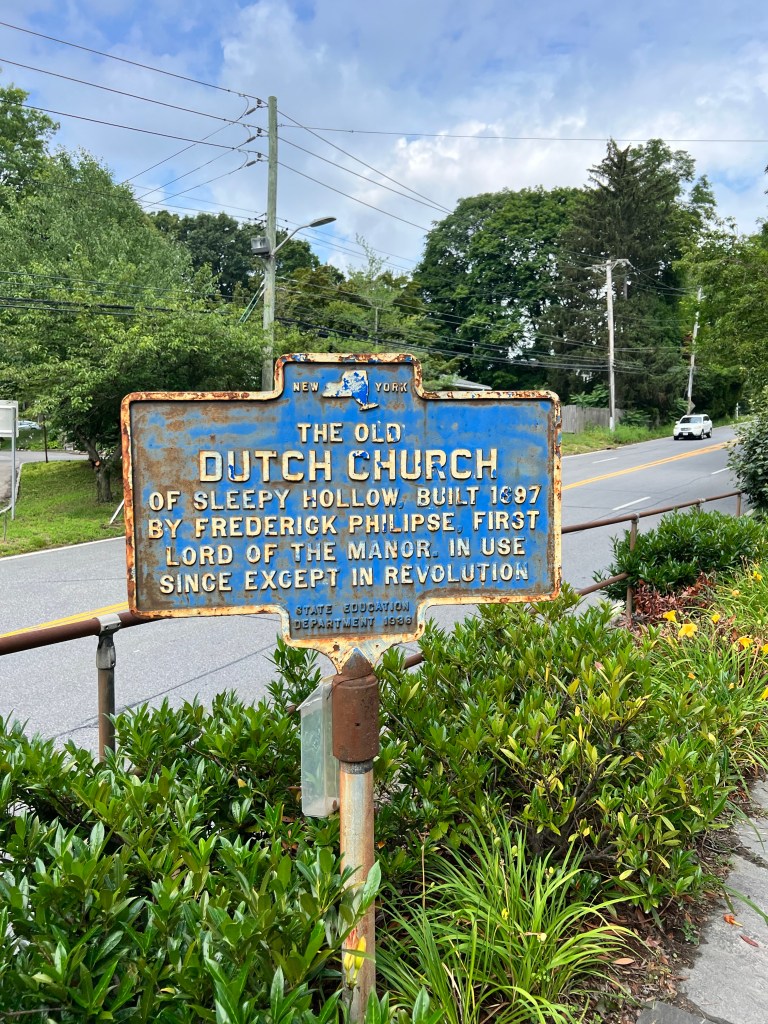 NEW YORK
THE OLD
DUTCH CHURCH
OF SLEEPY HOLLOW, BUILT 1697
BY FREDERICK PHILIPSE, FIRST
LORD OF THE MANOR. IN USE
SINCE EXCEPT IN REVOLUTION
STATE EDUCATION
DEPARTMENT 1936